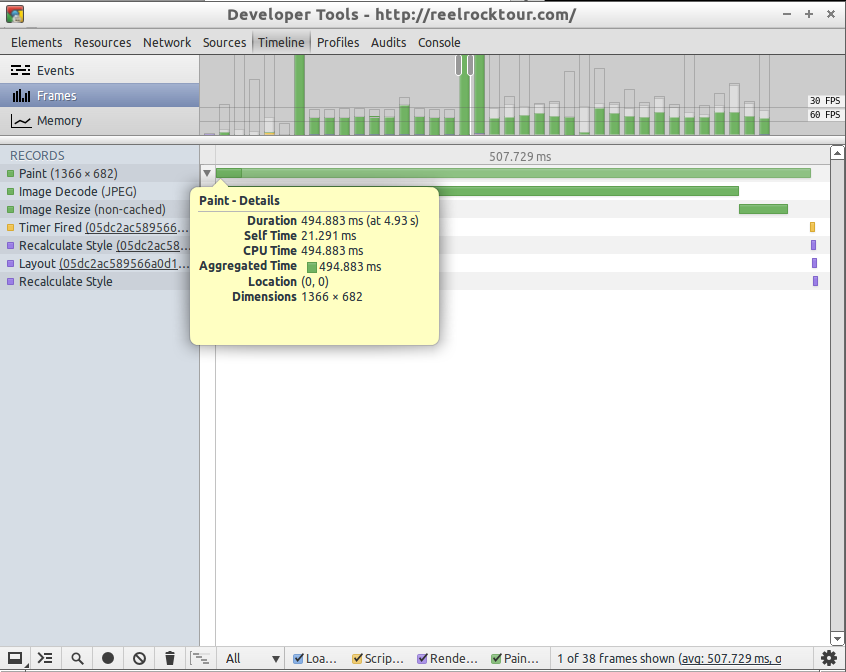 Developer Tools - http://reelrocktour.com/
Elements Resources Network Sources Timeline Profiles Audits Console
Events
Frames
Memory
30 FPS
60 FPS
RECORDS
507.729 ms
Paint (1366 × 682)
Image Decode (JPEG)
Image Resize (non-cached)
Timer Fired (05dc2ac589566...
Recalculate Style (05dc2ac58...
Layout (05dc2ac589566a0d1...
Recalculate Style
Paint - Details
Duration 494.883 ms (at 4.93 s)
Self Time 21.291 ms
CPU Time 494.883 ms
Aggregated Time 494.883 ms
Location (0, 0)
Dimensions 1366 × 682
All Loa... Scrip... Rende... Pain... 1 of 38 frames shown (avg: 507.729 ms, σ